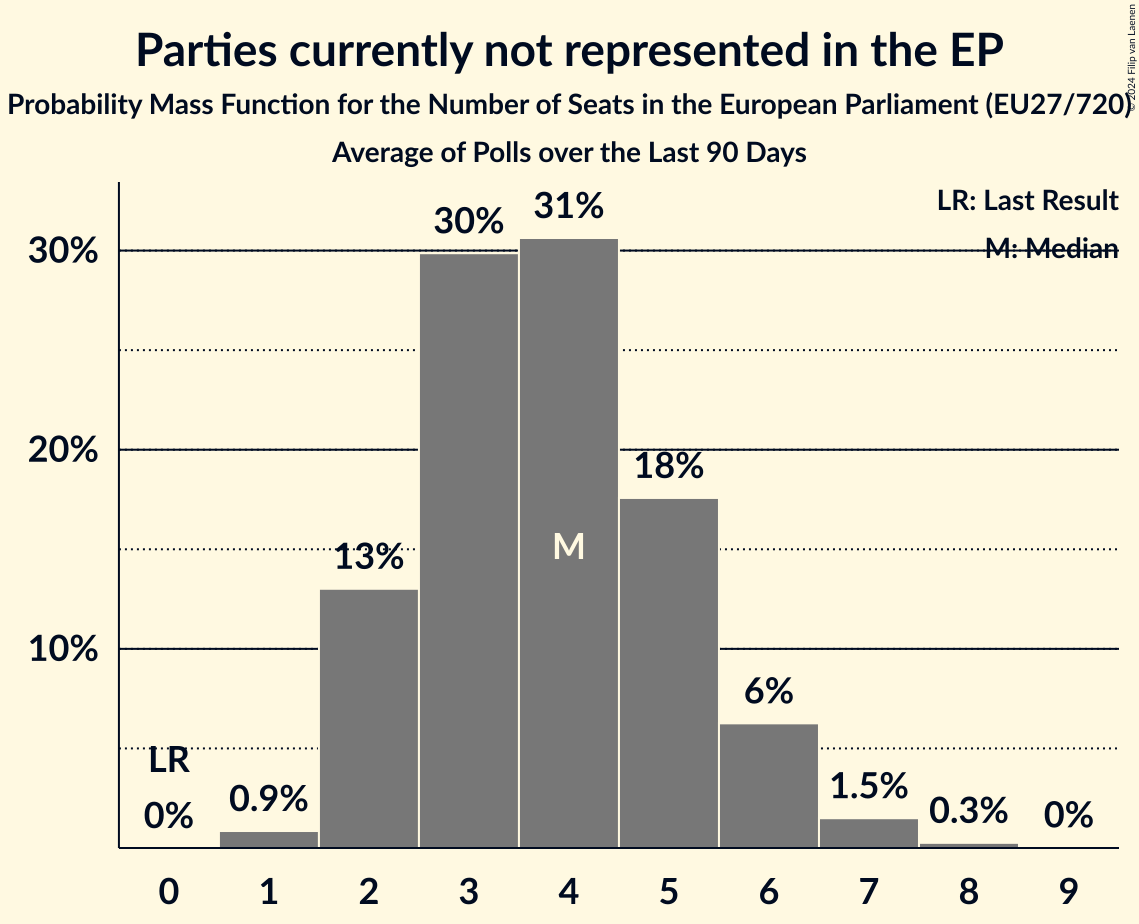 Parties currently not represented in the EP
Probability Mass Function for the Number of Seats in the European Parliament (EU27/720)
Average of Polls over the Last 90 Days
© 2024 Filip van Laenen
LR: Last Result
M: Median
30%
20%
10%
LR
0%
0.9%
13%
30%
31%
M
18%
6%
1.5%
0.3%
0%
0 1 2 3 4 5 6 7 8 9